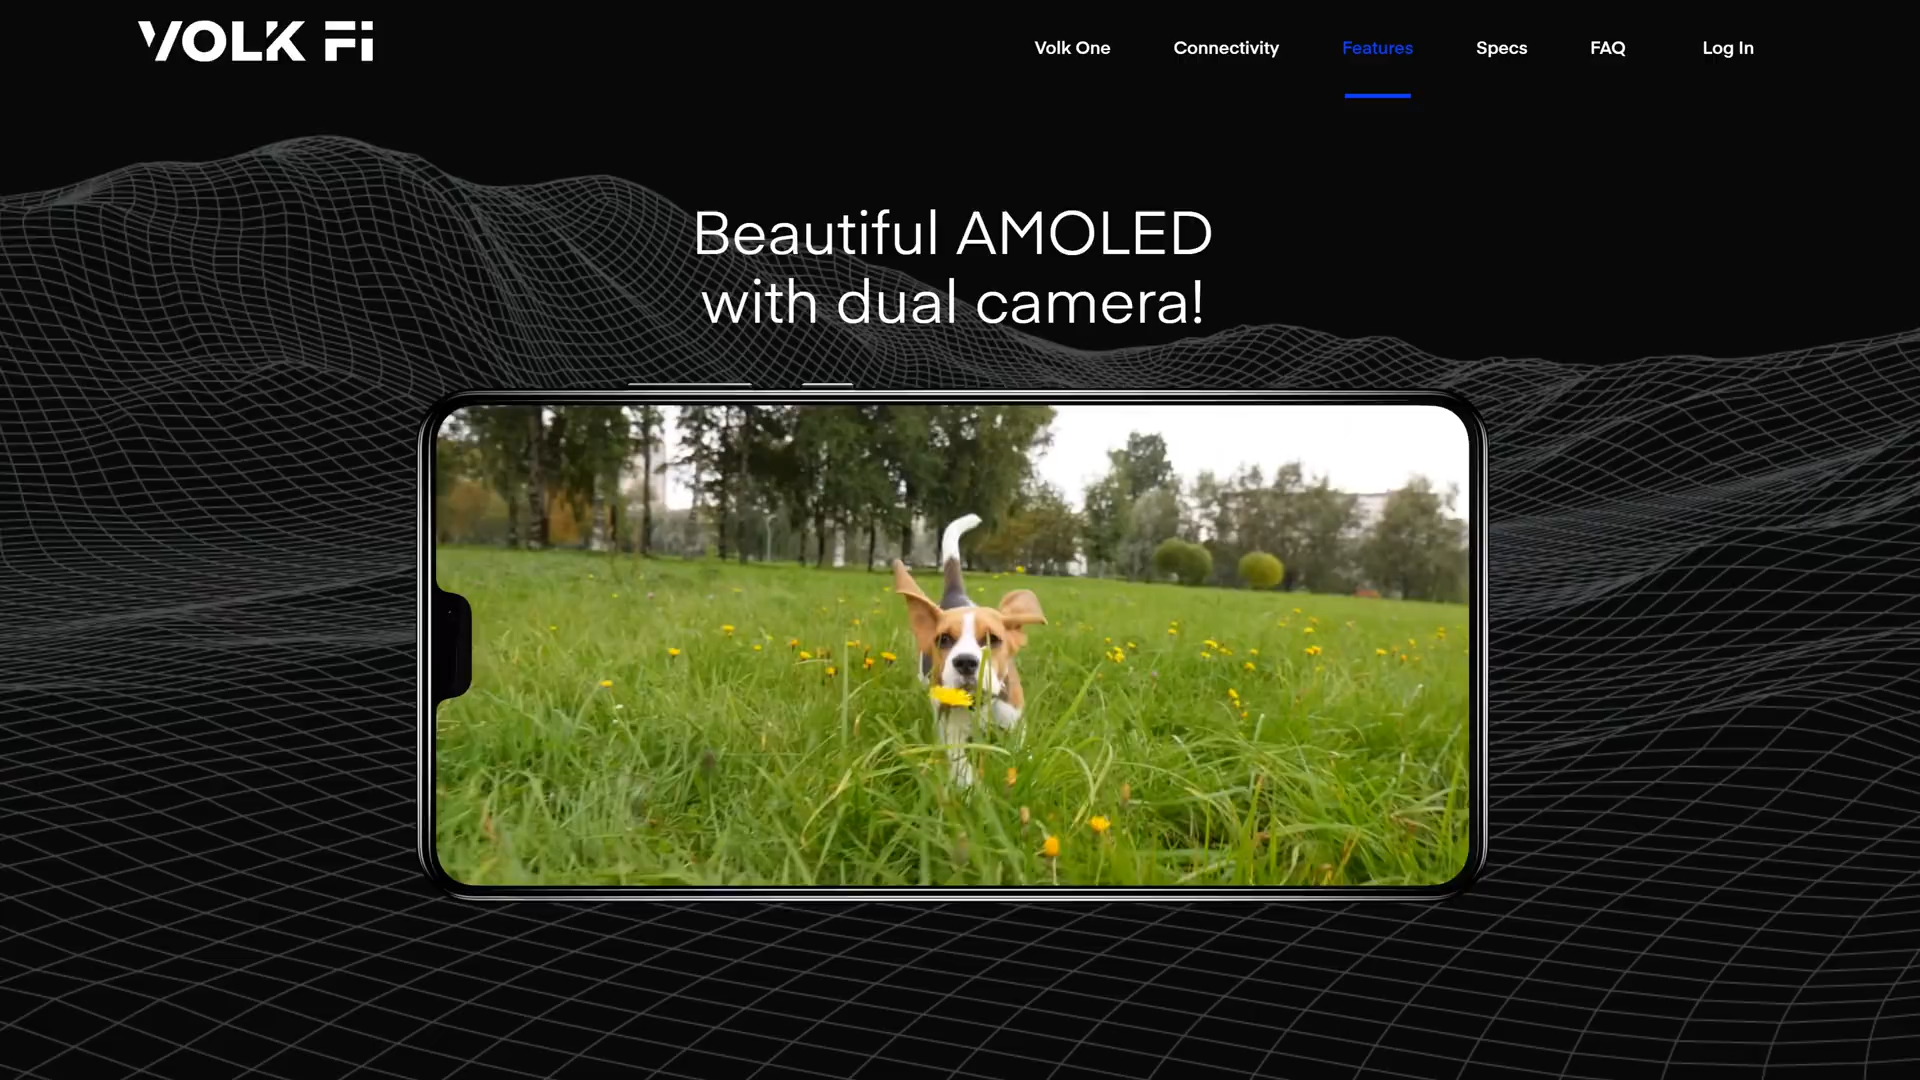 VOLK Fi
Volk One
Connectivity
Features
Specs
FAQ
Log In
Beautiful AMOLED
with dual camera!